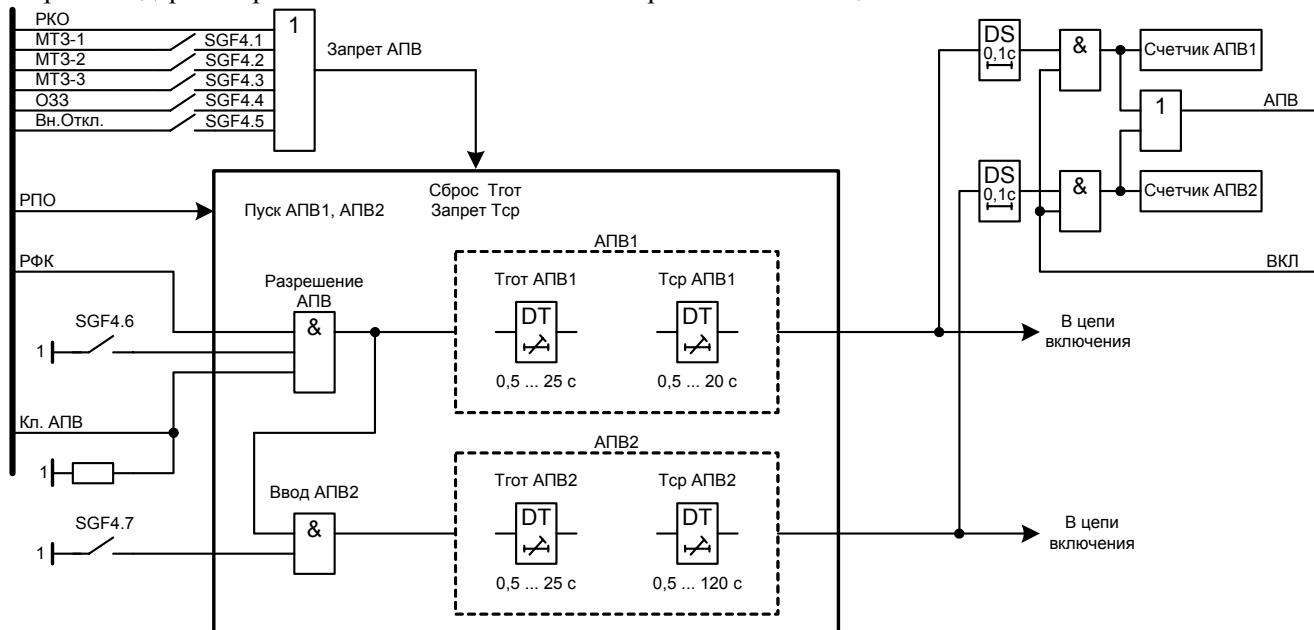 РКО
МТЗ-1
SGF4.1
МТЗ-2
SGF4.2
МТЗ-3
SGF4.3
ОЗЗ
SGF4.4
Вн.Откл.
SGF4.5
1
Запрет АПВ
РПО
Пуск АПВ1, АПВ2
Сброс Тгот
Запрет Тср
РФК
Разрешение
АПВ
&
SGF4.6
1
Кл. АПВ
1
SGF4.7
1
Ввод АПВ2
&
АПВ1
Тгот АПВ1
DT
0,5 ... 25 с
Тср АПВ1
DT
0,5 ... 20 с
АПВ2
Тгот АПВ2
DT
0,5 ... 25 с
Тср АПВ2
DT
0,5 ... 120 с
DS
0,1с
&
Счетчик АПВ1
1
АПВ
DS
0,1с
&
Счетчик АПВ2
ВКЛ
В цепи
включения
В цепи
включения